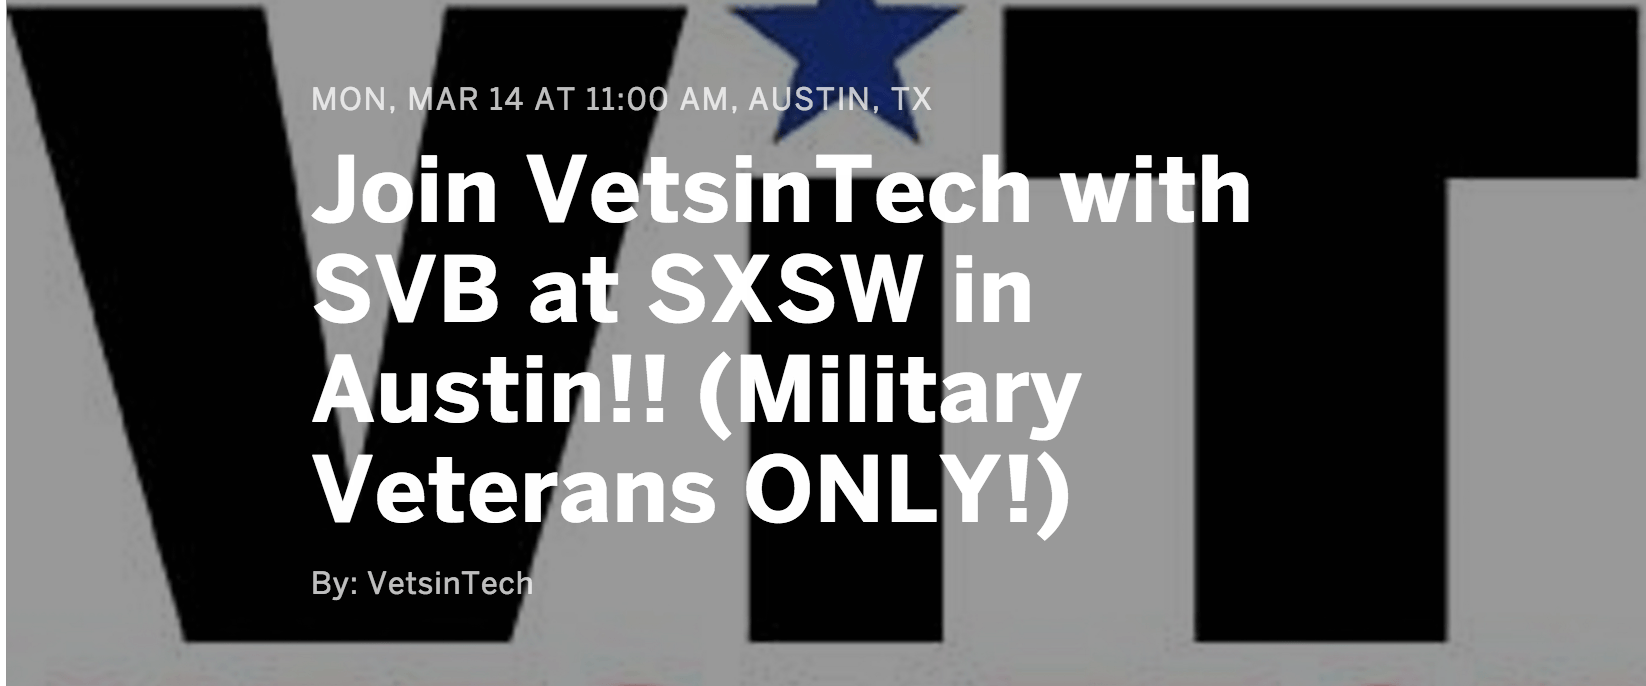 ViT
MON, MAR 14 AT 11:00 AM, AUSTIN, TX
Join VetsinTech with
SVB at SXSW in
Austin!! (Military
Veterans ONLY!)
By: VetsinTech